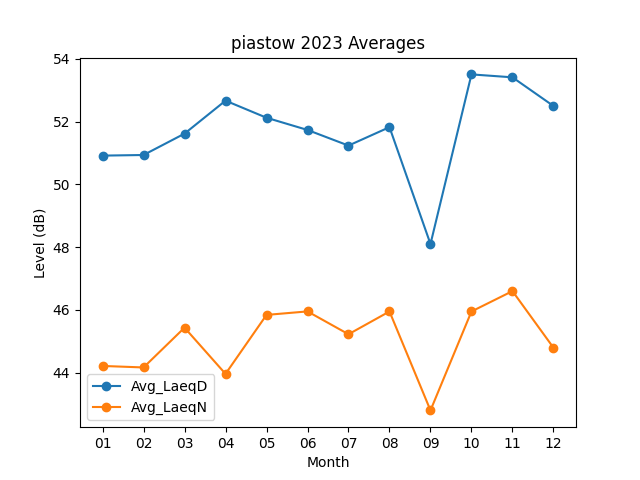 piastow 2023 Averages
54
52
50
48
46
44
Level (dB)
Avg_LaeqD
Avg_LaeqN
01 02 03 04 05 06 07 08 09 10 11 12
Month